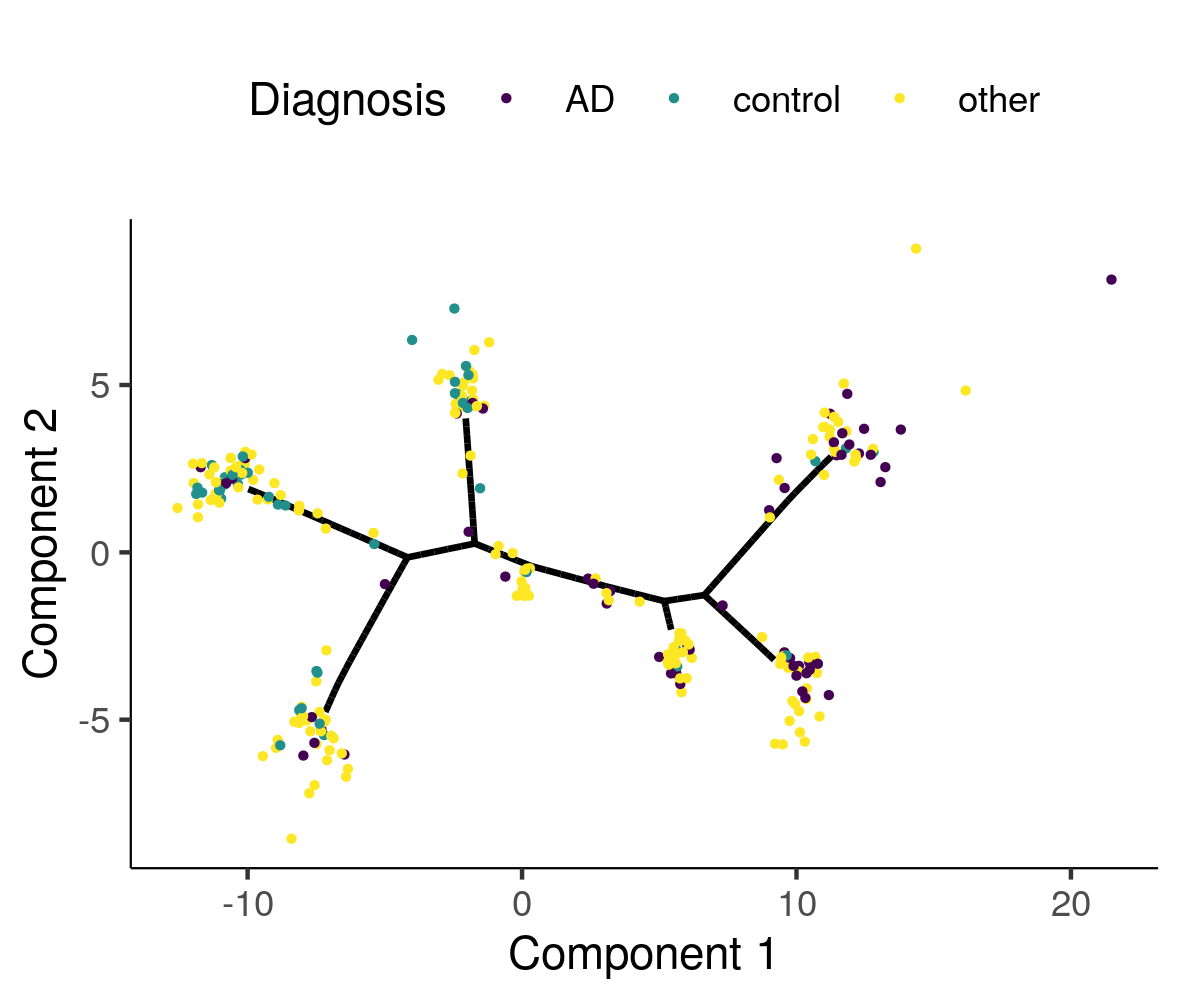 Diagnosis AD control other
5
0
-5
-10 0 10 20
Component 1
Component 2